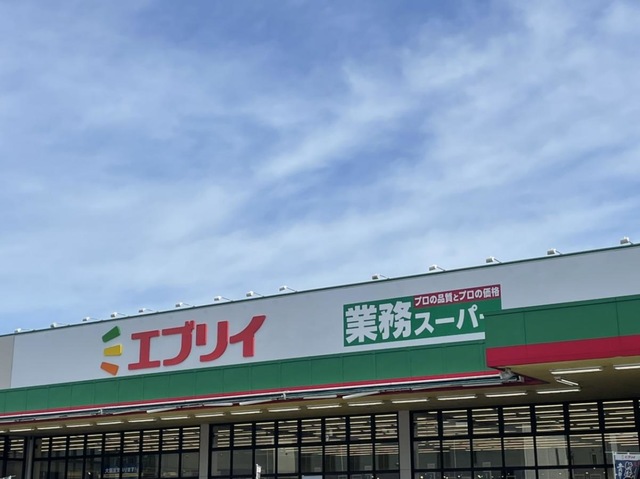 エブリイ
プロの品質とプロの価格
業務スーパー